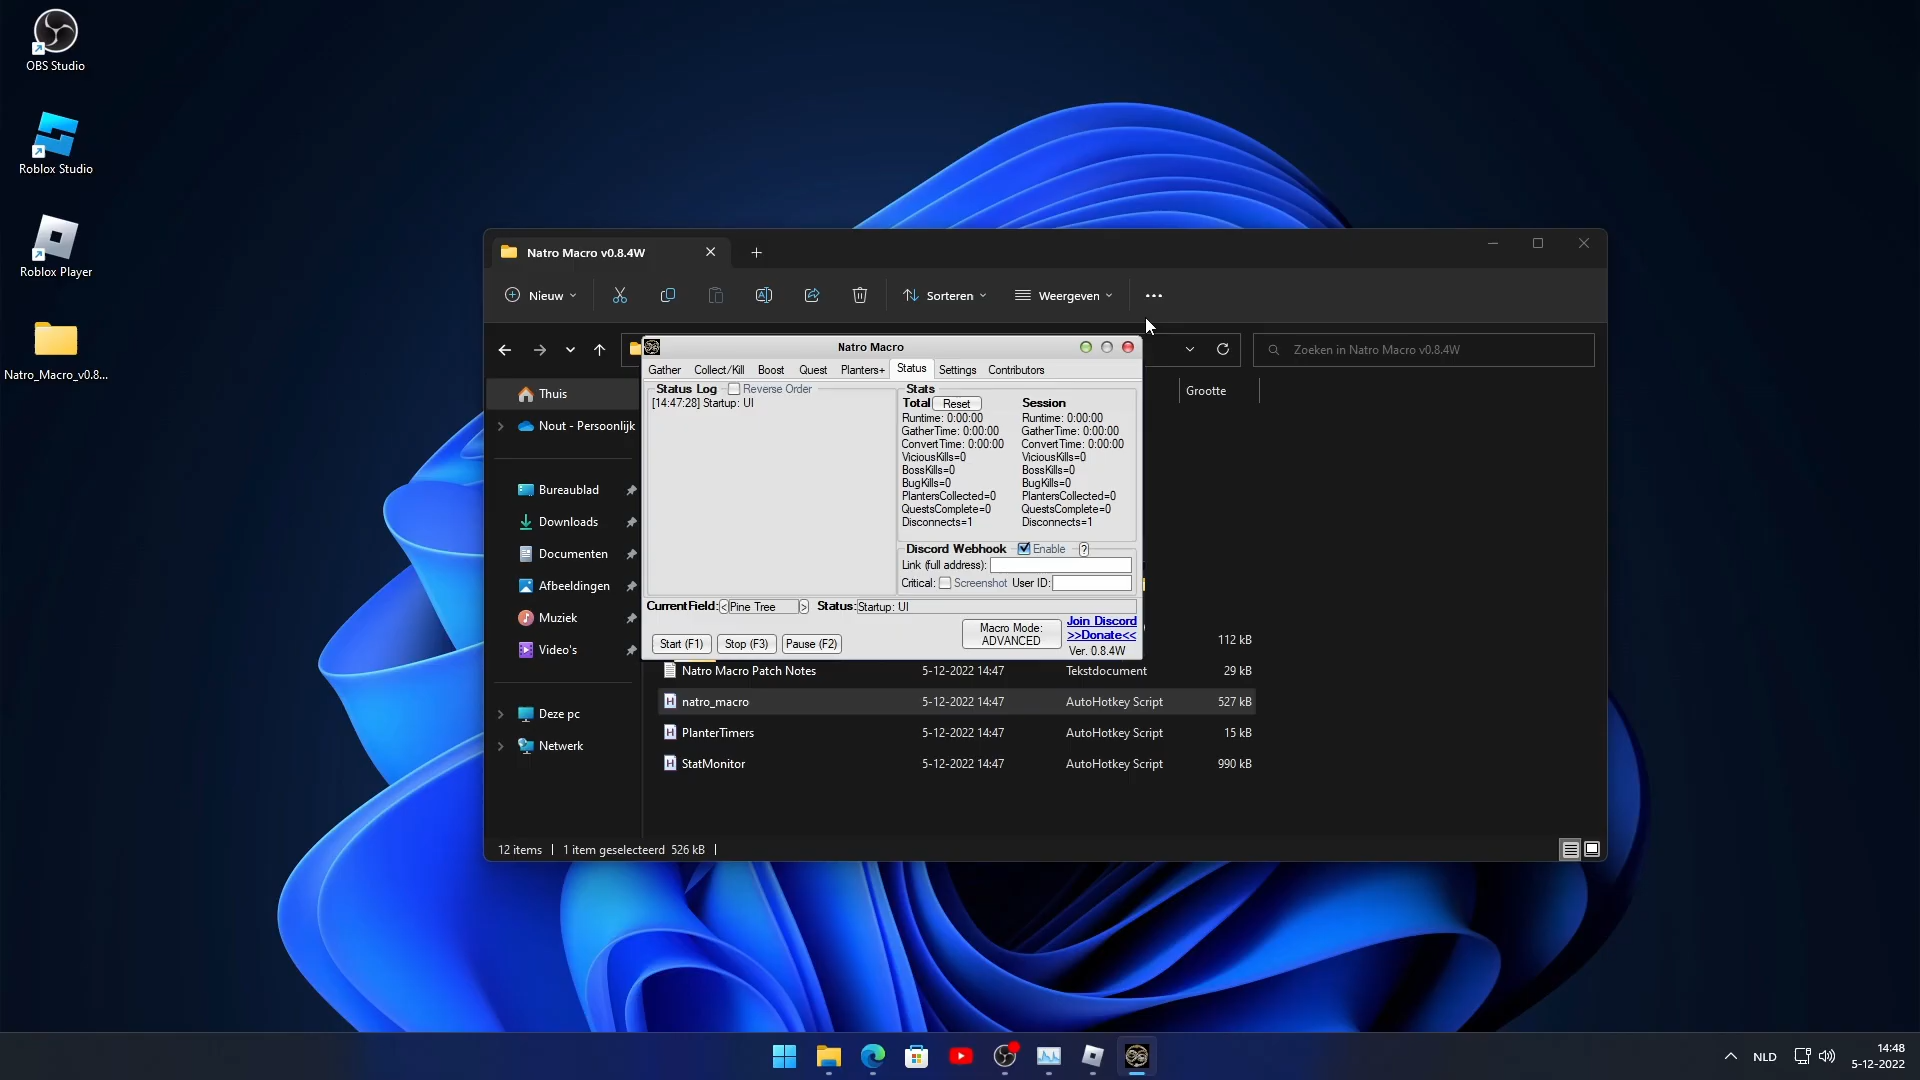 OBS Studio
Roblox Studio
Roblox Player
Natro_Macro_v0.8...
Natro Macro v0.8.4W
Nieuw
Sorteren
Weergeven
Zoeken in Natro Macro v0.8.4W
Grootte
Thuis
Nout - Persoonlijk
Bureaublad
Downloads
Documenten
Afbeeldingen
Muziek
Video's
Deze pc
Netwerk
Natro Macro
Gather Collect/Kill Boost Quest Planters+ Status Settings Contributors
Status Log Reverse Order
[14:47:28] Startup: UI
Stats
Total Reset
Runtime: 0:00:00
GatherTime: 0:00:00
ConvertTime: 0:00:00
ViciousKills=0
BossKills=0
BugKills=0
PlantersCollected=0
QuestsComplete=0
Disconnects=1
Session
Runtime: 0:00:00
GatherTime: 0:00:00
ConvertTime: 0:00:00
ViciousKills=0
BossKills=0
BugKills=0
PlantersCollected=0
QuestsComplete=0
Disconnects=1
Discord Webhook Enable ?
Link (full address):
Critical: Screenshot User ID:
CurrentField: < Pine Tree > Status: Startup: UI
Start (F1) Stop (F3) Pause (F2)
Macro Mode:
ADVANCED
Join Discord
>>Donate<<
Ver. 0.8.4W
112 kB
Natro Macro Patch Notes 5-12-2022 14:47 Tekstdocument 29 kB
natro_macro 5-12-2022 14:47 AutoHotkey Script 527 kB
PlanterTimers 5-12-2022 14:47 AutoHotkey Script 15 kB
StatMonitor 5-12-2022 14:47 AutoHotkey Script 990 kB
12 items 1 item geselecteerd 526 kB
NLD
14:48
5-12-2022